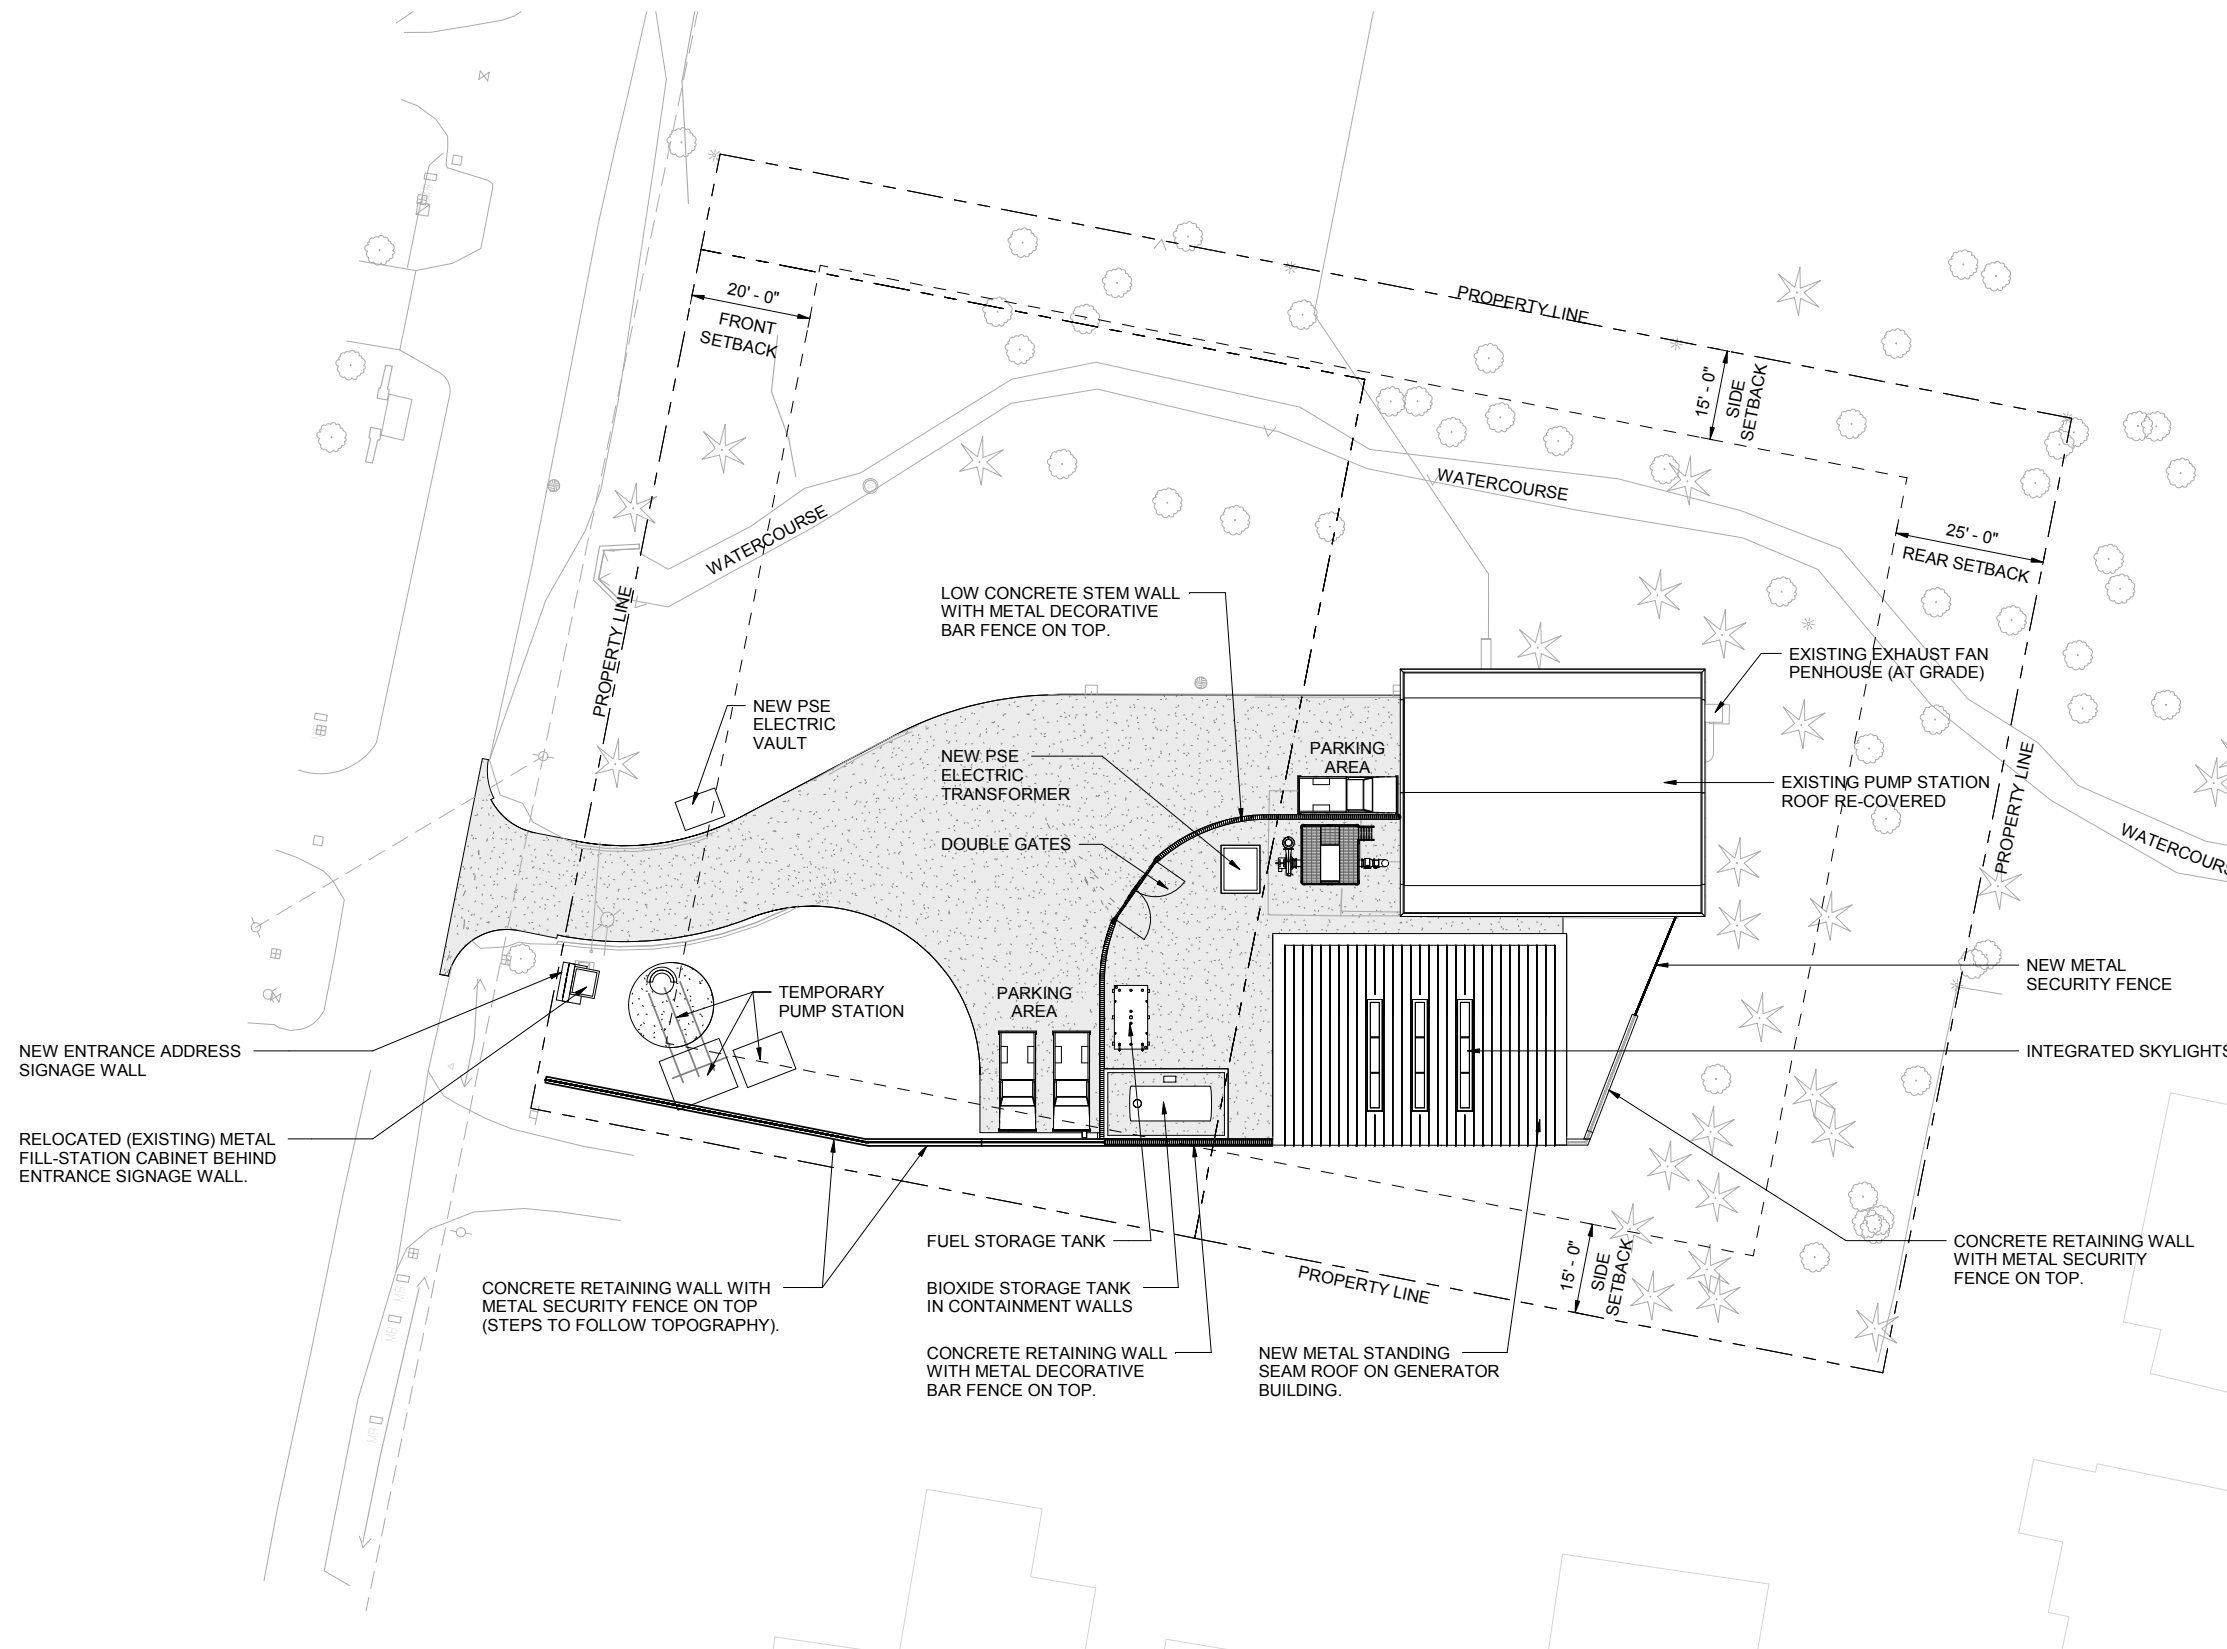 PROPERTY LINE
20' - 0"
FRONT
SETBACK
15' - 0"
SIDE
SETBACK
WATERCOURSE
WATERCOURSE
25' - 0"
REAR SETBACK
LOW CONCRETE STEM WALL
WITH METAL DECORATIVE
BAR FENCE ON TOP.
PROPERTY LINE
EXISTING EXHAUST FAN
PENHOUSE (AT GRADE)
NEW PSE
ELECTRIC
VAULT
NEW PSE
ELECTRIC
TRANSFORMER
PARKING
AREA
EXISTING PUMP STATION
ROOF RE-COVERED
PROPERTY LINE
DOUBLE GATES
WATERCOURS
NEW METAL
SECURITY FENCE
TEMPORARY
PUMP STATION
PARKING
AREA
NEW ENTRANCE ADDRESS
SIGNAGE WALL
INTEGRATED SKYLIGHTS
RELOCATED (EXISTING) METAL
FILL-STATION CABINET BEHIND
ENTRANCE SIGNAGE WALL.
FUEL STORAGE TANK
CONCRETE RETAINING WALL
WITH METAL SECURITY
FENCE ON TOP.
CONCRETE RETAINING WALL WITH
METAL SECURITY FENCE ON TOP
(STEPS TO FOLLOW TOPOGRAPHY).
BIOXIDE STORAGE TANK
IN CONTAINMENT WALLS
PROPERTY LINE
15' - 0"
SIDE
SETBACK
CONCRETE RETAINING WALL
WITH METAL DECORATIVE
BAR FENCE ON TOP.
NEW METAL STANDING
SEAM ROOF ON GENERATOR
BUILDING.